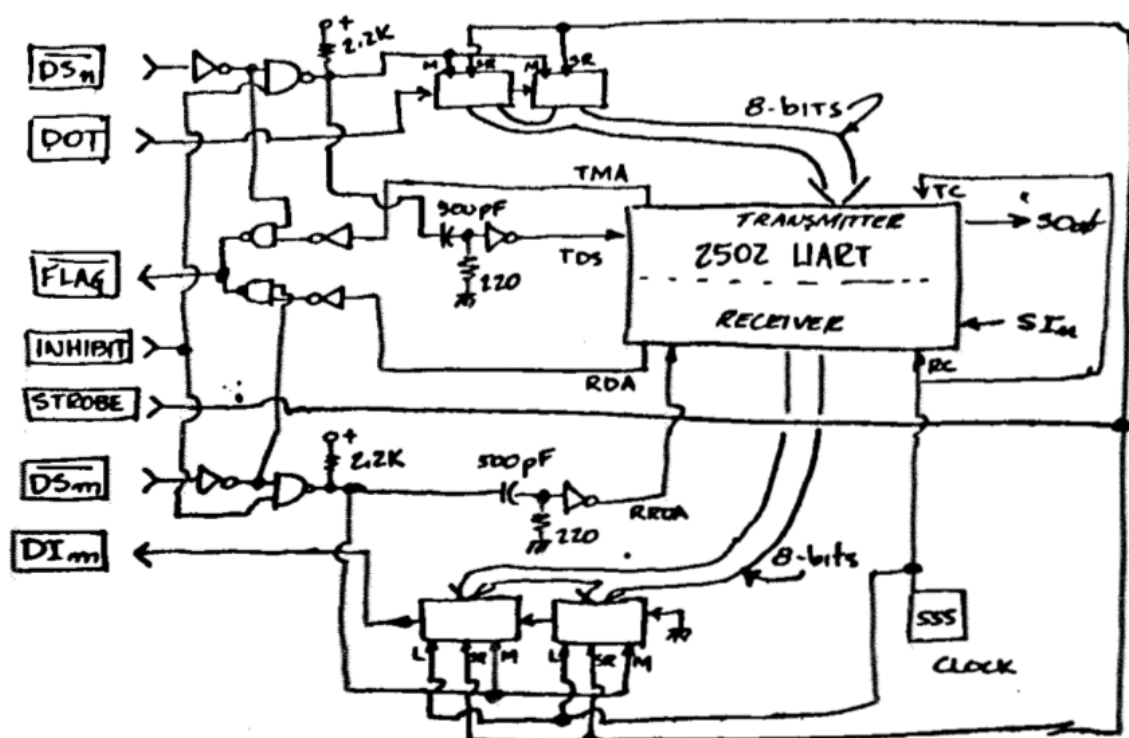 DSn
DOT
FLAG
INHIBIT
STROBE
DSm
DIm
+
2.2K
M
SR
M
SR
8-bits
TMA
500pF
TDS
220
TC
TRANSMITTER
2502 UART
RECEIVER
SIn
RDA
RC
+
2.2K
500pF
RRDA
220
8-bits
L
SR
M
L
SR
M
555
CLOCK